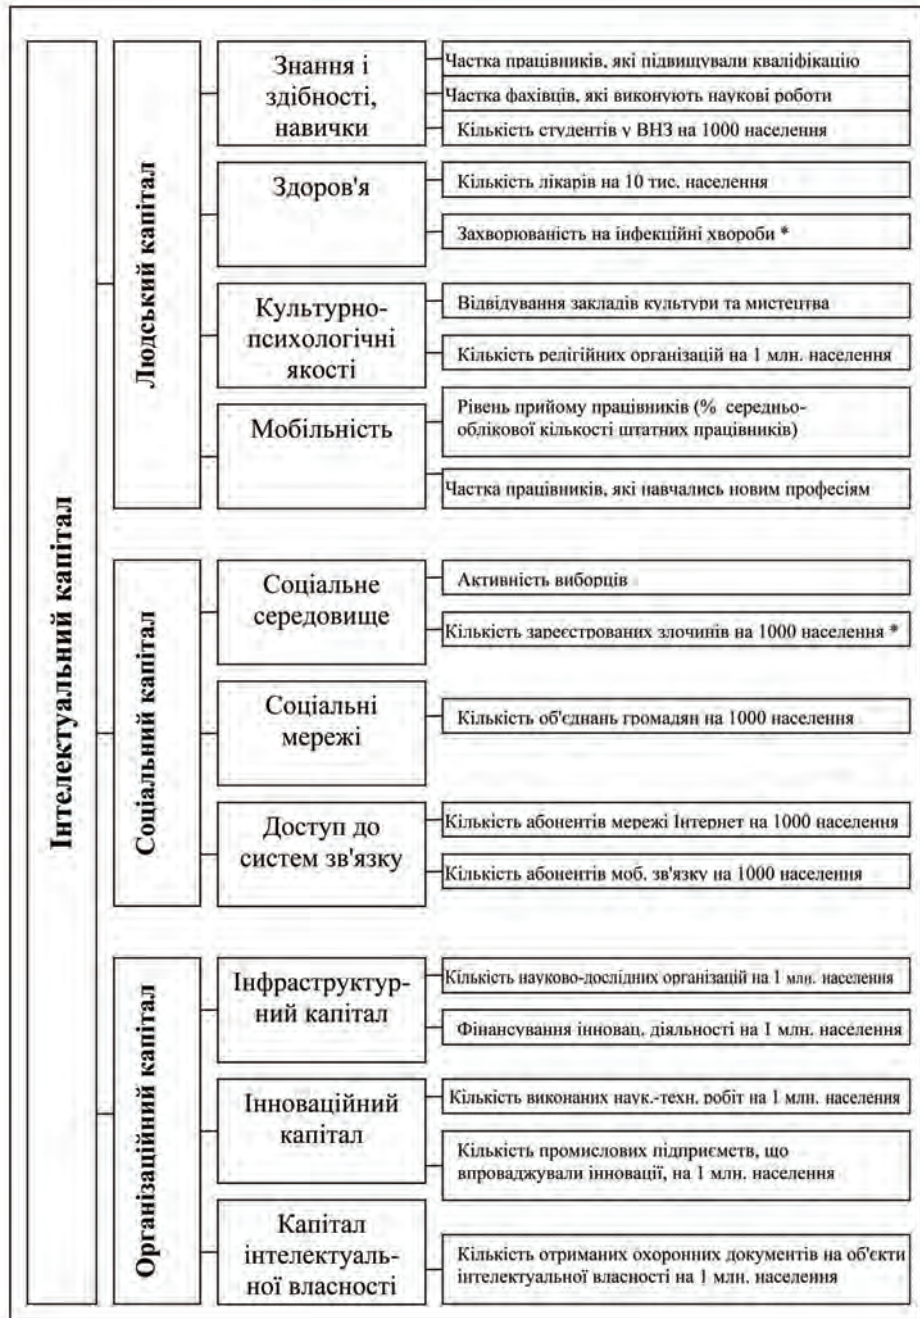 Інтелектуальний капітал
Людський капітал
Знання і
здібності,
навички
Частка працівників, які підвищували кваліфікацію
Частка фахівців, які виконують наукові роботи
Кількість студентів у ВНЗ на 1000 населення
Здоров'я
Кількість лікарів на 10 тис. населення
Захворюваність на інфекційні хвороби *
Культурно-
психологічні
якості
Відвідування закладів культури та мистецтва
Кількість релігійних організацій на 1 млн. населення
Мобільність
Рівень прийому працівників (% середньо-
облікової кількості штатних працівників)
Частка працівників, які навчались новим професіям
Соціальний капітал
Соціальне
середовище
Активність виборців
Кількість зареєстрованих злочинів на 1000 населення *
Соціальні
мережі
Кількість об'єднань громадян на 1000 населення
Доступ до
систем зв'язку
Кількість абонентів мережі Інтернет на 1000 населення
Кількість абонентів моб. зв'язку на 1000 населення
Організаційний капітал
Інфраструктур-
ний капітал
Кількість науково-дослідних організацій на 1 млн. населення
Фінансування інновац. діяльності на 1 млн. населення
Інноваційний
капітал
Кількість виконаних наук.-техн. робіт на 1 млн. населення
Кількість промислових підприємств, що
впроваджували інновації, на 1 млн. населення
Капітал
інтелектуаль-
ної власності
Кількість отриманих охоронних документів на об'єкти
інтелектуальної власності на 1 млн. населення